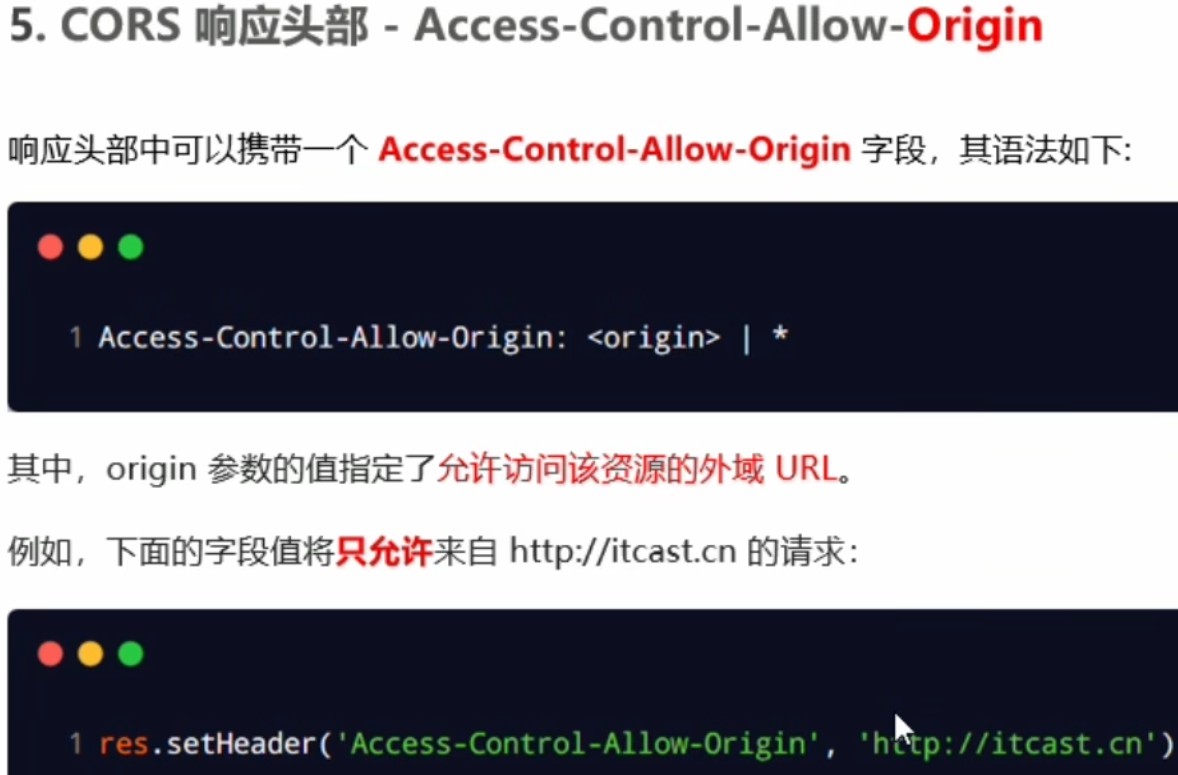 5. CORS 响应头部 - Access-Control-Allow-Origin
响应头部中可以携带一个 Access-Control-Allow-Origin 字段，其语法如下:
1 Access-Control-Allow-Origin: <origin> | *
其中，origin 参数的值指定了允许访问该资源的外域 URL。
例如，下面的字段值将只允许来自 http://itcast.cn 的请求：
1 res.setHeader('Access-Control-Allow-Origin', 'http://itcast.cn')